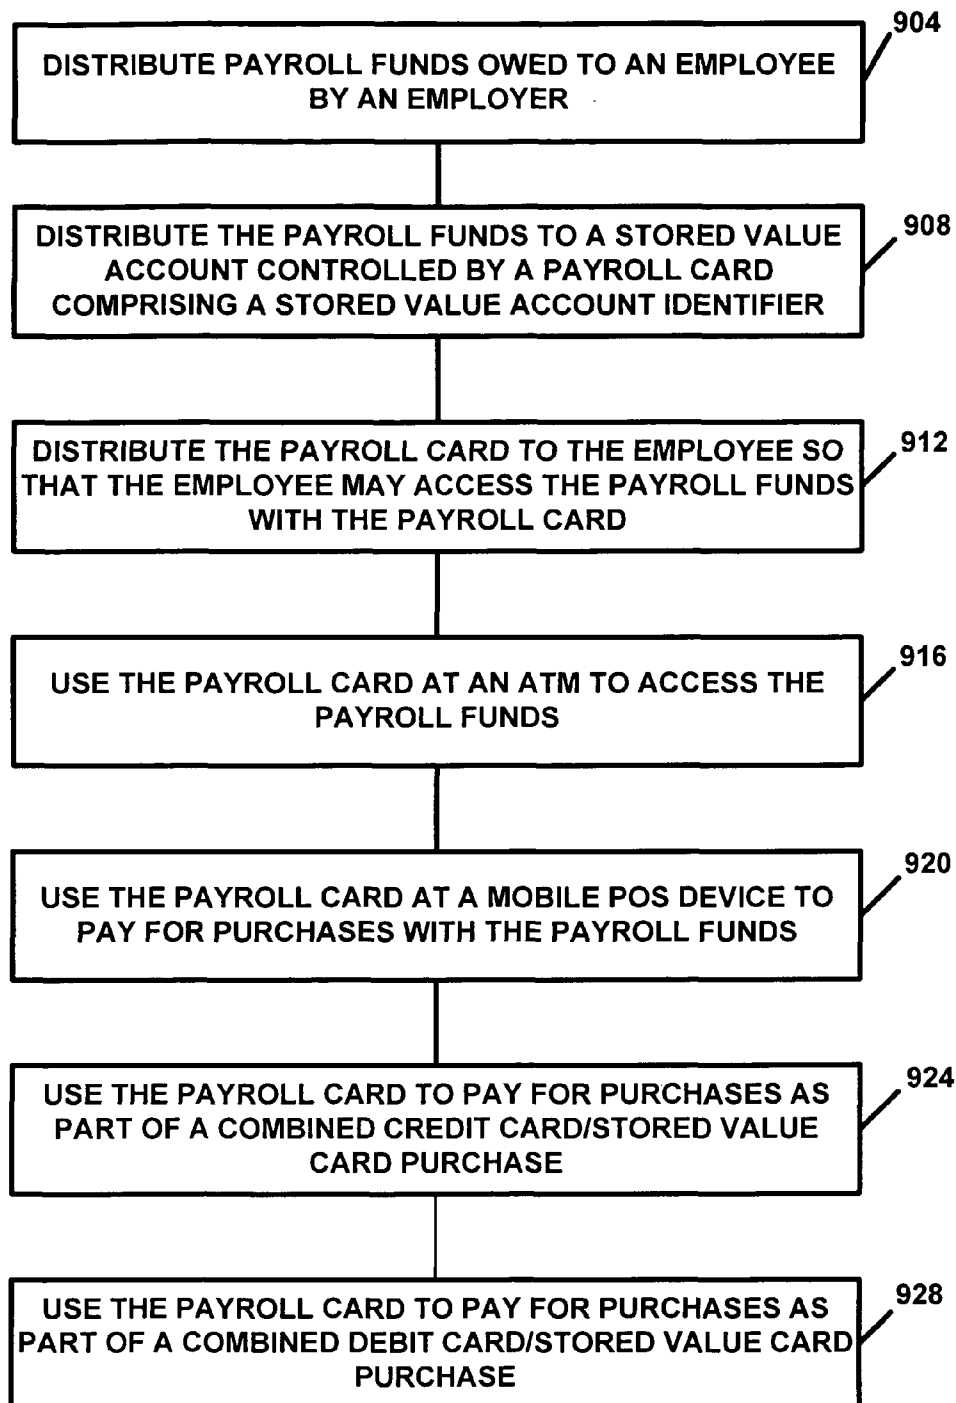 904
DISTRIBUTE PAYROLL FUNDS OWED TO AN EMPLOYEE
BY AN EMPLOYER
908
DISTRIBUTE THE PAYROLL FUNDS TO A STORED VALUE
ACCOUNT CONTROLLED BY A PAYROLL CARD
COMPRISING A STORED VALUE ACCOUNT IDENTIFIER
912
DISTRIBUTE THE PAYROLL CARD TO THE EMPLOYEE SO
THAT THE EMPLOYEE MAY ACCESS THE PAYROLL FUNDS
WITH THE PAYROLL CARD
916
USE THE PAYROLL CARD AT AN ATM TO ACCESS THE
PAYROLL FUNDS
920
USE THE PAYROLL CARD AT A MOBILE POS DEVICE TO
PAY FOR PURCHASES WITH THE PAYROLL FUNDS
924
USE THE PAYROLL CARD TO PAY FOR PURCHASES AS
PART OF A COMBINED CREDIT CARD/STORED VALUE
CARD PURCHASE
928
USE THE PAYROLL CARD TO PAY FOR PURCHASES AS
PART OF A COMBINED DEBIT CARD/STORED VALUE CARD
PURCHASE